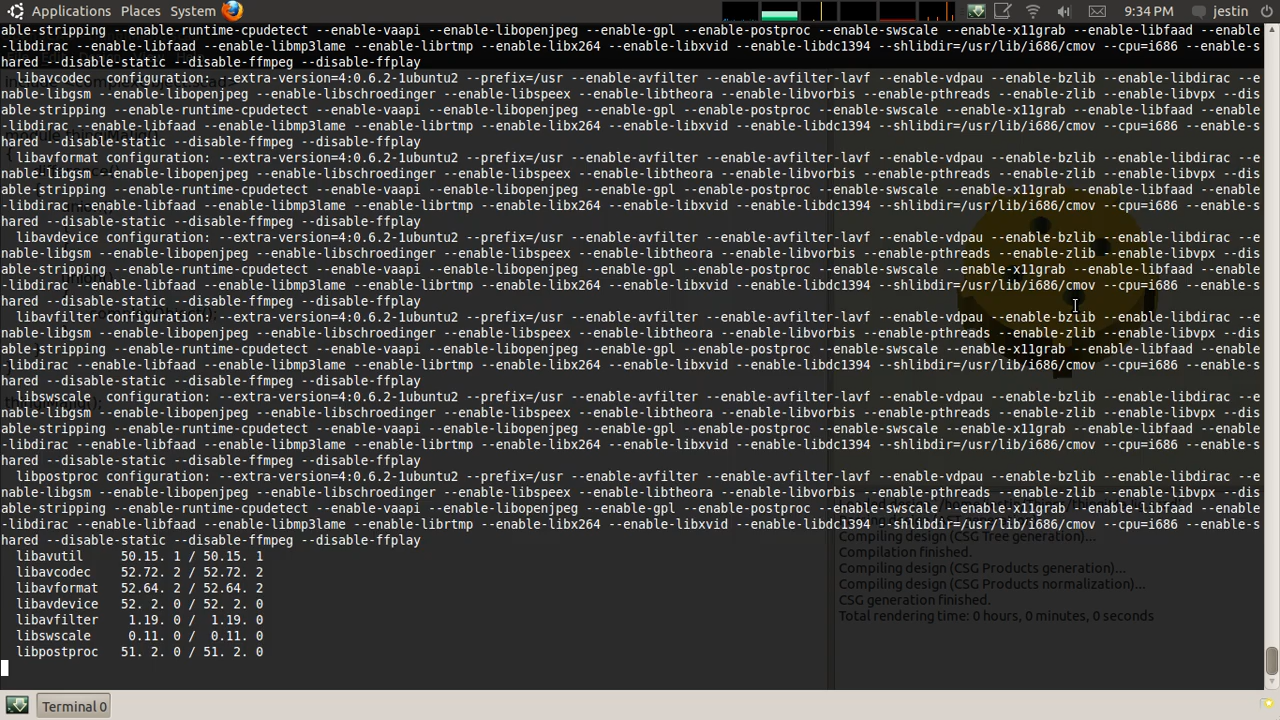 Applications Places System 9:34 PM jestin
able-stripping --enable-runtime-cpudetect --enable-vaapi --enable-libopenjpeg --enable-gpl --enable-postproc --enable-swscale --enable-x11grab --enable-libfaad --enable
-libdirac --enable-libfaad --enable-libmp3lame --enable-librtmp --enable-libx264 --enable-libxvid --enable-libdc1394 --shlibdir=/usr/lib/i686/cmov --cpu=i686 --enable-s
hared --disable-static --disable-ffmpeg --disable-ffplay
libavcodec configuration: --extra-version=4:0.6.2-1ubuntu2 --prefix=/usr --enable-avfilter --enable-avfilter-lavf --enable-vdpau --enable-bzlib --enable-libdirac --e
nable-libgsm --enable-libopenjpeg --enable-libschroedinger --enable-libspeex --enable-libtheora --enable-libvorbis --enable-pthreads --enable-zlib --enable-libvpx --dis
able-stripping --enable-runtime-cpudetect --enable-vaapi --enable-libopenjpeg --enable-gpl --enable-postproc --enable-swscale --enable-x11grab --enable-libfaad --enable
-libdirac --enable-libfaad --enable-libmp3lame --enable-librtmp --enable-libx264 --enable-libxvid --enable-libdc1394 --shlibdir=/usr/lib/i686/cmov --cpu=i686 --enable-s
hared --disable-static --disable-ffmpeg --disable-ffplay
libavformat configuration: --extra-version=4:0.6.2-1ubuntu2 --prefix=/usr --enable-avfilter --enable-avfilter-lavf --enable-vdpau --enable-bzlib --enable-libdirac --e
nable-libgsm --enable-libopenjpeg --enable-libschroedinger --enable-libspeex --enable-libtheora --enable-libvorbis --enable-pthreads --enable-zlib --enable-libvpx --dis
able-stripping --enable-runtime-cpudetect --enable-vaapi --enable-libopenjpeg --enable-gpl --enable-postproc --enable-swscale --enable-x11grab --enable-libfaad --enable
-libdirac --enable-libfaad --enable-libmp3lame --enable-librtmp --enable-libx264 --enable-libxvid --enable-libdc1394 --shlibdir=/usr/lib/i686/cmov --cpu=i686 --enable-s
hared --disable-static --disable-ffmpeg --disable-ffplay
libavdevice configuration: --extra-version=4:0.6.2-1ubuntu2 --prefix=/usr --enable-avfilter --enable-avfilter-lavf --enable-vdpau --enable-bzlib --enable-libdirac --e
nable-libgsm --enable-libopenjpeg --enable-libschroedinger --enable-libspeex --enable-libtheora --enable-libvorbis --enable-pthreads --enable-zlib --enable-libvpx --dis
able-stripping --enable-runtime-cpudetect --enable-vaapi --enable-libopenjpeg --enable-gpl --enable-postproc --enable-swscale --enable-x11grab --enable-libfaad --enable
-libdirac --enable-libfaad --enable-libmp3lame --enable-librtmp --enable-libx264 --enable-libxvid --enable-libdc1394 --shlibdir=/usr/lib/i686/cmov --cpu=i686 --enable-s
hared --disable-static --disable-ffmpeg --disable-ffplay
libavfilter configuration: --extra-version=4:0.6.2-1ubuntu2 --prefix=/usr --enable-avfilter --enable-avfilter-lavf --enable-vdpau --enable-bzlib --enable-libdirac --e
nable-libgsm --enable-libopenjpeg --enable-libschroedinger --enable-libspeex --enable-libtheora --enable-libvorbis --enable-pthreads --enable-zlib --enable-libvpx --dis
able-stripping --enable-runtime-cpudetect --enable-vaapi --enable-libopenjpeg --enable-gpl --enable-postproc --enable-swscale --enable-x11grab --enable-libfaad --enable
-libdirac --enable-libfaad --enable-libmp3lame --enable-librtmp --enable-libx264 --enable-libxvid --enable-libdc1394 --shlibdir=/usr/lib/i686/cmov --cpu=i686 --enable-s
hared --disable-static --disable-ffmpeg --disable-ffplay
libswscale configuration: --extra-version=4:0.6.2-1ubuntu2 --prefix=/usr --enable-avfilter --enable-avfilter-lavf --enable-vdpau --enable-bzlib --enable-libdirac --e
nable-libgsm --enable-libopenjpeg --enable-libschroedinger --enable-libspeex --enable-libtheora --enable-libvorbis --enable-pthreads --enable-zlib --enable-libvpx --dis
able-stripping --enable-runtime-cpudetect --enable-vaapi --enable-libopenjpeg --enable-gpl --enable-postproc --enable-swscale --enable-x11grab --enable-libfaad --enable
-libdirac --enable-libfaad --enable-libmp3lame --enable-librtmp --enable-libx264 --enable-libxvid --enable-libdc1394 --shlibdir=/usr/lib/i686/cmov --cpu=i686 --enable-s
hared --disable-static --disable-ffmpeg --disable-ffplay
libpostproc configuration: --extra-version=4:0.6.2-1ubuntu2 --prefix=/usr --enable-avfilter --enable-avfilter-lavf --enable-vdpau --enable-bzlib --enable-libdirac --e
nable-libgsm --enable-libopenjpeg --enable-libschroedinger --enable-libspeex --enable-libtheora --enable-libvorbis --enable-pthreads --enable-zlib --enable-libvpx --dis
able-stripping --enable-runtime-cpudetect --enable-vaapi --enable-libopenjpeg --enable-gpl --enable-postproc --enable-swscale --enable-x11grab --enable-libfaad --enable
-libdirac --enable-libfaad --enable-libmp3lame --enable-librtmp --enable-libx264 --enable-libxvid --enable-libdc1394 --shlibdir=/usr/lib/i686/cmov --cpu=i686 --enable-s
hared --disable-static --disable-ffmpeg --disable-ffplay
libavutil 50.15. 1 / 50.15. 1
libavcodec 52.72. 2 / 52.72. 2
libavformat 52.64. 2 / 52.64. 2
libavdevice 52. 2. 0 / 52. 2. 0
libavfilter 1.19. 0 / 1.19. 0
libswscale 0.11. 0 / 0.11. 0
libpostproc 51. 2. 0 / 51. 2. 0
Compiling design (CSG Tree generation)...
Compilation finished.
Compiling design (CSG Products generation)...
Compiling design (CSG Products normalization)...
CSG generation finished.
Total rendering time: 0 hours, 0 minutes, 0 seconds
Terminal 0